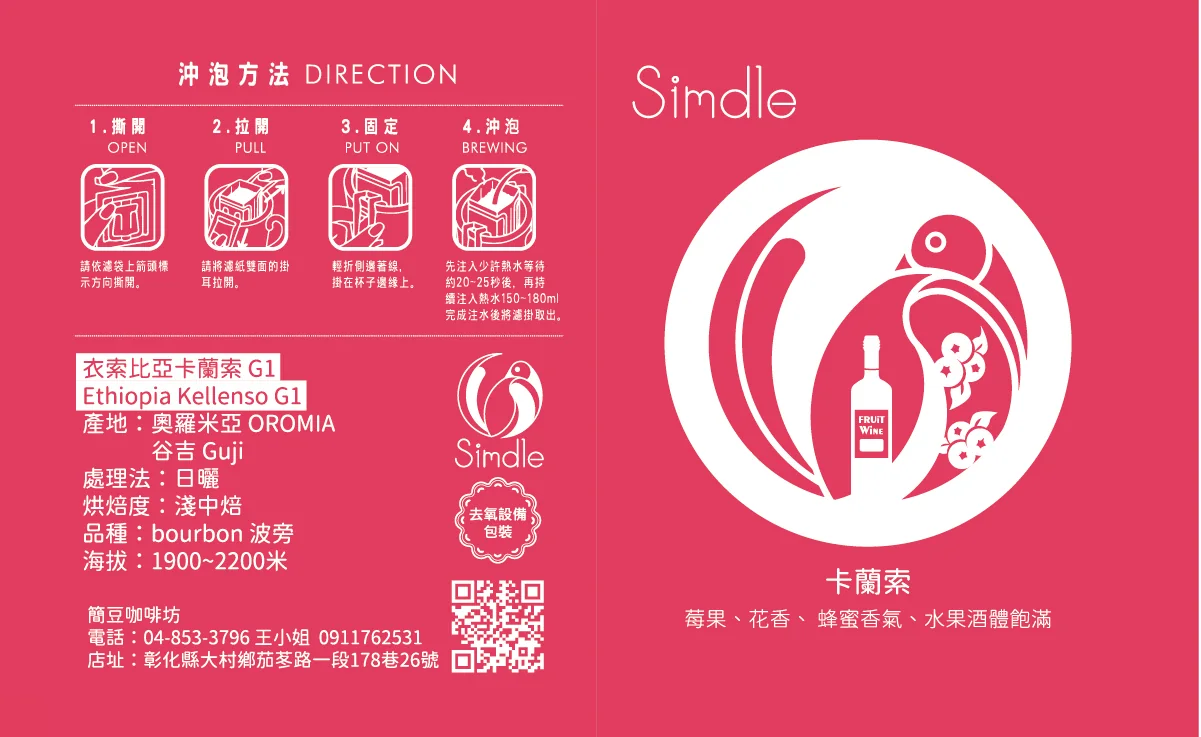 沖泡方法 DIRECTION
1.撕開
OPEN
請依濾袋上箭頭標
示方向撕開。
2.拉開
PULL
請將濾紙雙面的掛
耳拉開。
3.固定
PUT ON
輕折側邊著線,
掛在杯子邊緣上。
4.沖泡
BREWING
先注入少許熱水等待
約20~25秒後, 再持
續注入熱水150~180ml
完成注水後將濾掛取出。
衣索比亞卡蘭索 G1
Ethiopia Kellenso G1
產地：奧羅米亞 OROMIA
谷吉 Guji
處理法：日曬
烘焙度：淺中焙
品種：bourbon 波旁
海拔：1900~2200米
Simdle
去氧設備
包裝
簡豆咖啡坊
電話：04-853-3796 王小姐 0911762531
店址：彰化縣大村鄉茄苳路一段178巷26號
Simdle
FRUiT
WiNE
卡蘭索
莓果、花香、 蜂蜜香氣、水果酒體飽滿